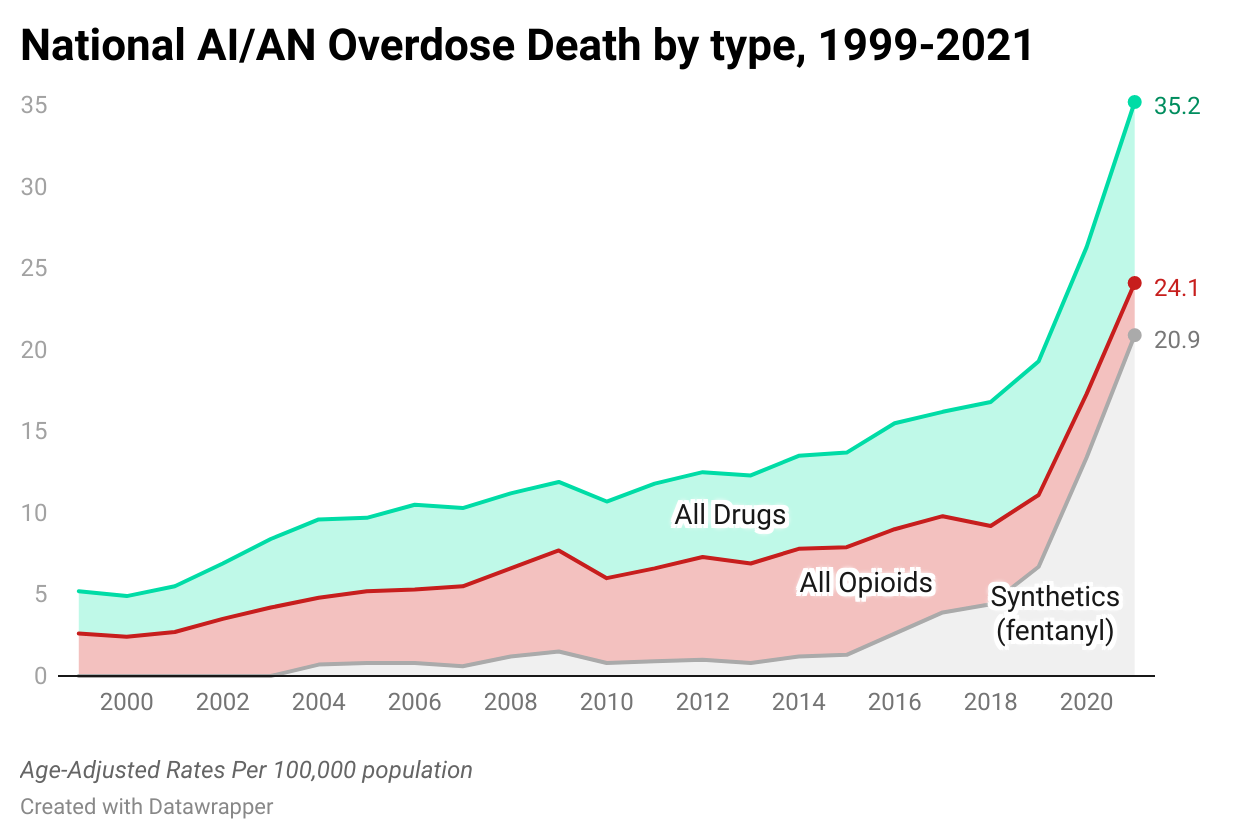 National AI/AN Overdose Death by type, 1999-2021
35
35.2
30
25
24.1
20
20.9
15
10
All Drugs
All Opioids
5
Synthetics
(fentanyl)
0
2000 2002 2004 2006 2008 2010 2012 2014 2016 2018 2020
Age-Adjusted Rates Per 100,000 population
Created with Datawrapper